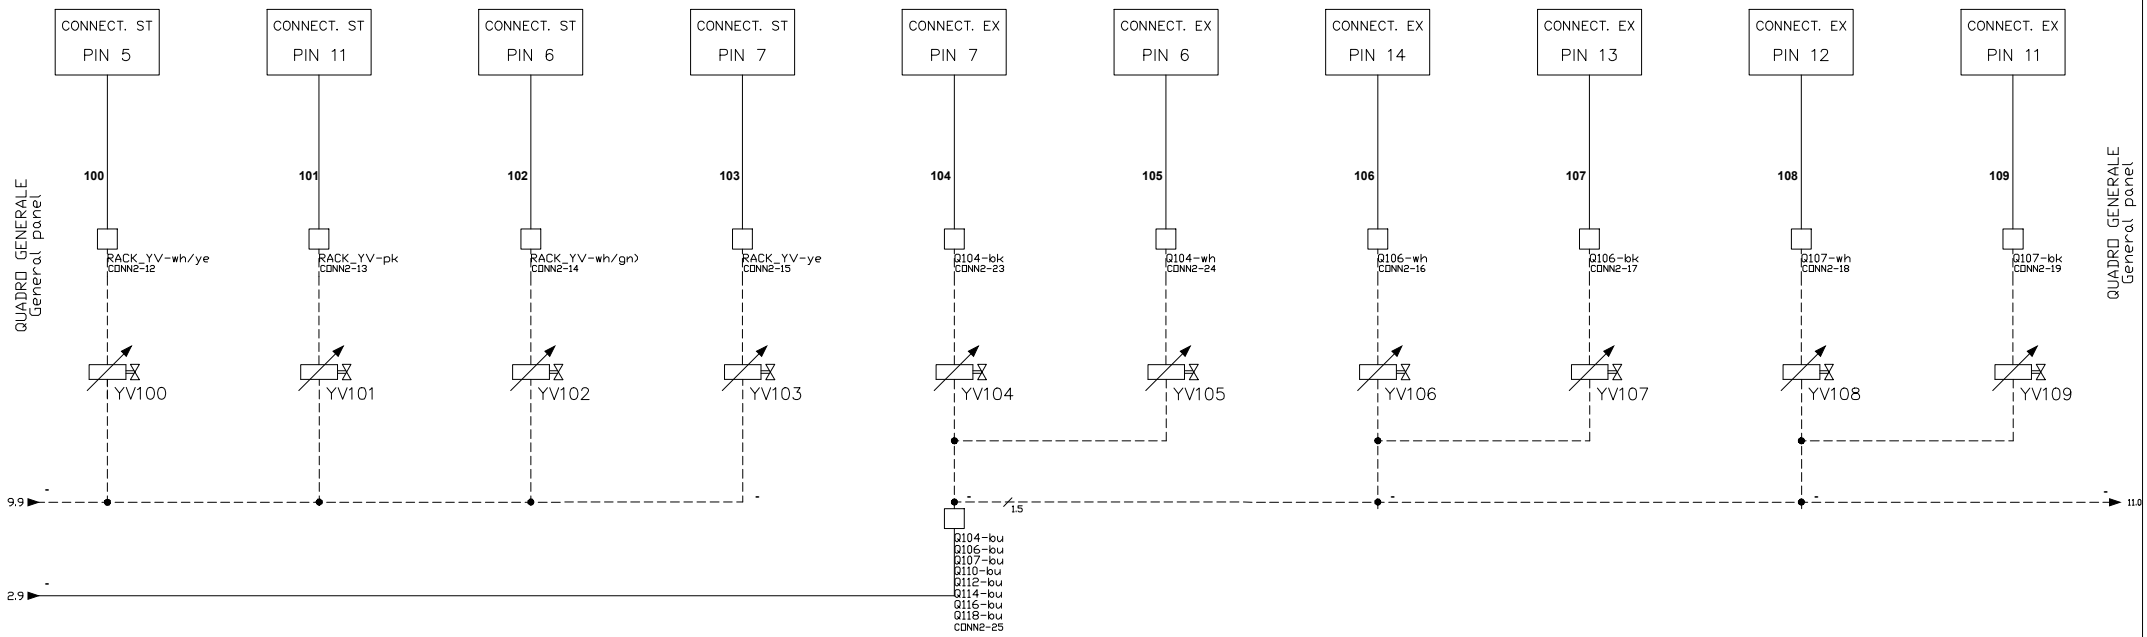 CONNECT. ST
PIN 5
CONNECT. ST
PIN 11
CONNECT. ST
PIN 6
CONNECT. ST
PIN 7
CONNECT. EX
PIN 7
CONNECT. EX
PIN 6
CONNECT. EX
PIN 14
CONNECT. EX
PIN 13
CONNECT. EX
PIN 12
CONNECT. EX
PIN 11
QUADRO GENERALE
General panel
100
101
102
103
104
105
106
107
108
109
QUADRO GENERALE
General panel
RACK_YV-wh/ye
CONN2-12
RACK_YV-pk
CONN2-13
RACK_YV-wh/gn)
CONN2-14
RACK_YV-ye
CONN2-15
Q104-bk
CONN2-23
Q104-wh
CONN2-24
Q106-wh
CONN2-16
Q106-bk
CONN2-17
Q107-wh
CONN2-18
Q107-bk
CONN2-19
YV100
YV101
YV102
YV103
YV104
YV105
YV106
YV107
YV108
YV109
9.9
-
-
-
1.5
-
-
-
11.0
Q104-bu
Q106-bu
Q107-bu
Q110-bu
Q112-bu
Q114-bu
Q116-bu
Q118-bu
CONN2-25
-
2.9